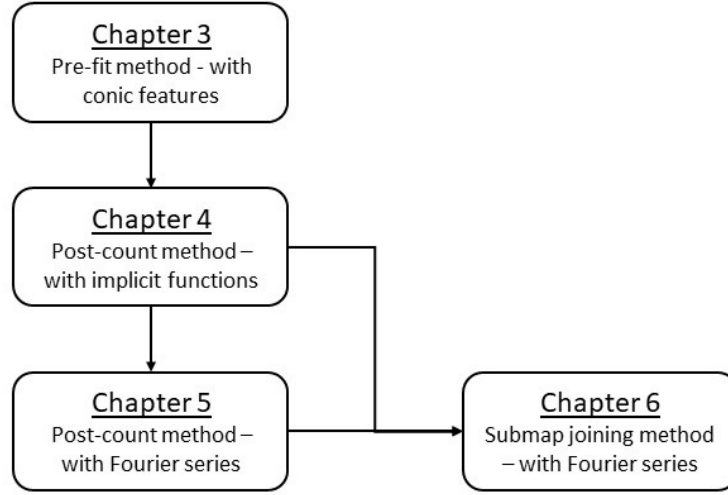 Chapter 3
Pre-fit method - with
conic features
Chapter 4
Post-count method –
with implicit functions
Chapter 5
Post-count method –
with Fourier series
Chapter 6
Submap joining method
– with Fourier series